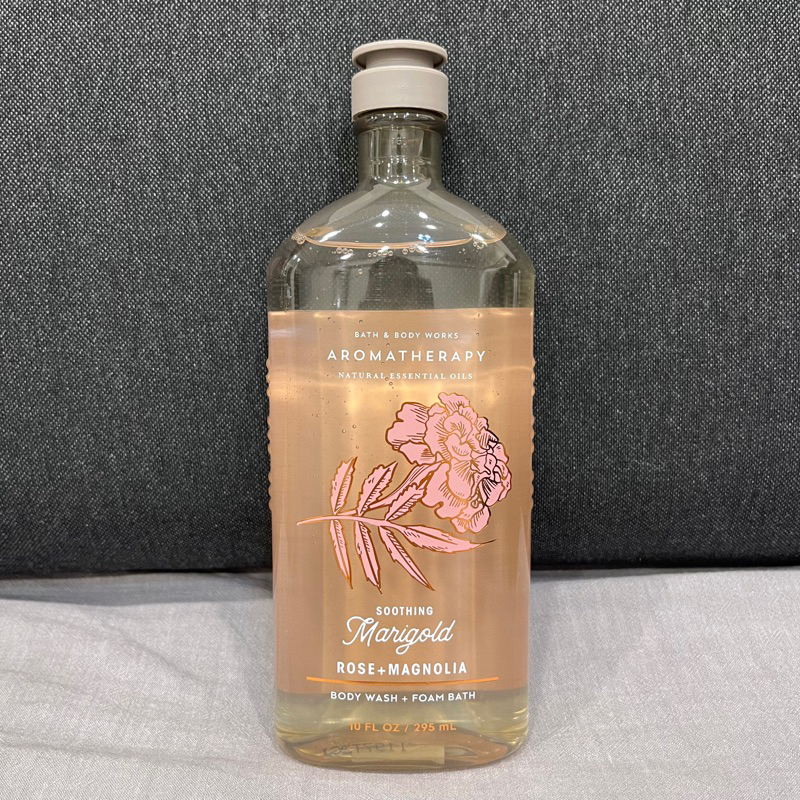 BATH & BODY WORKS
AROMATHERAPY
NATURAL ESSENTIAL OILS
SOOTHING
Marigold
ROSE+MAGNOLIA
BODY WASH + FOAM BATH
10 FL OZ / 295 mL